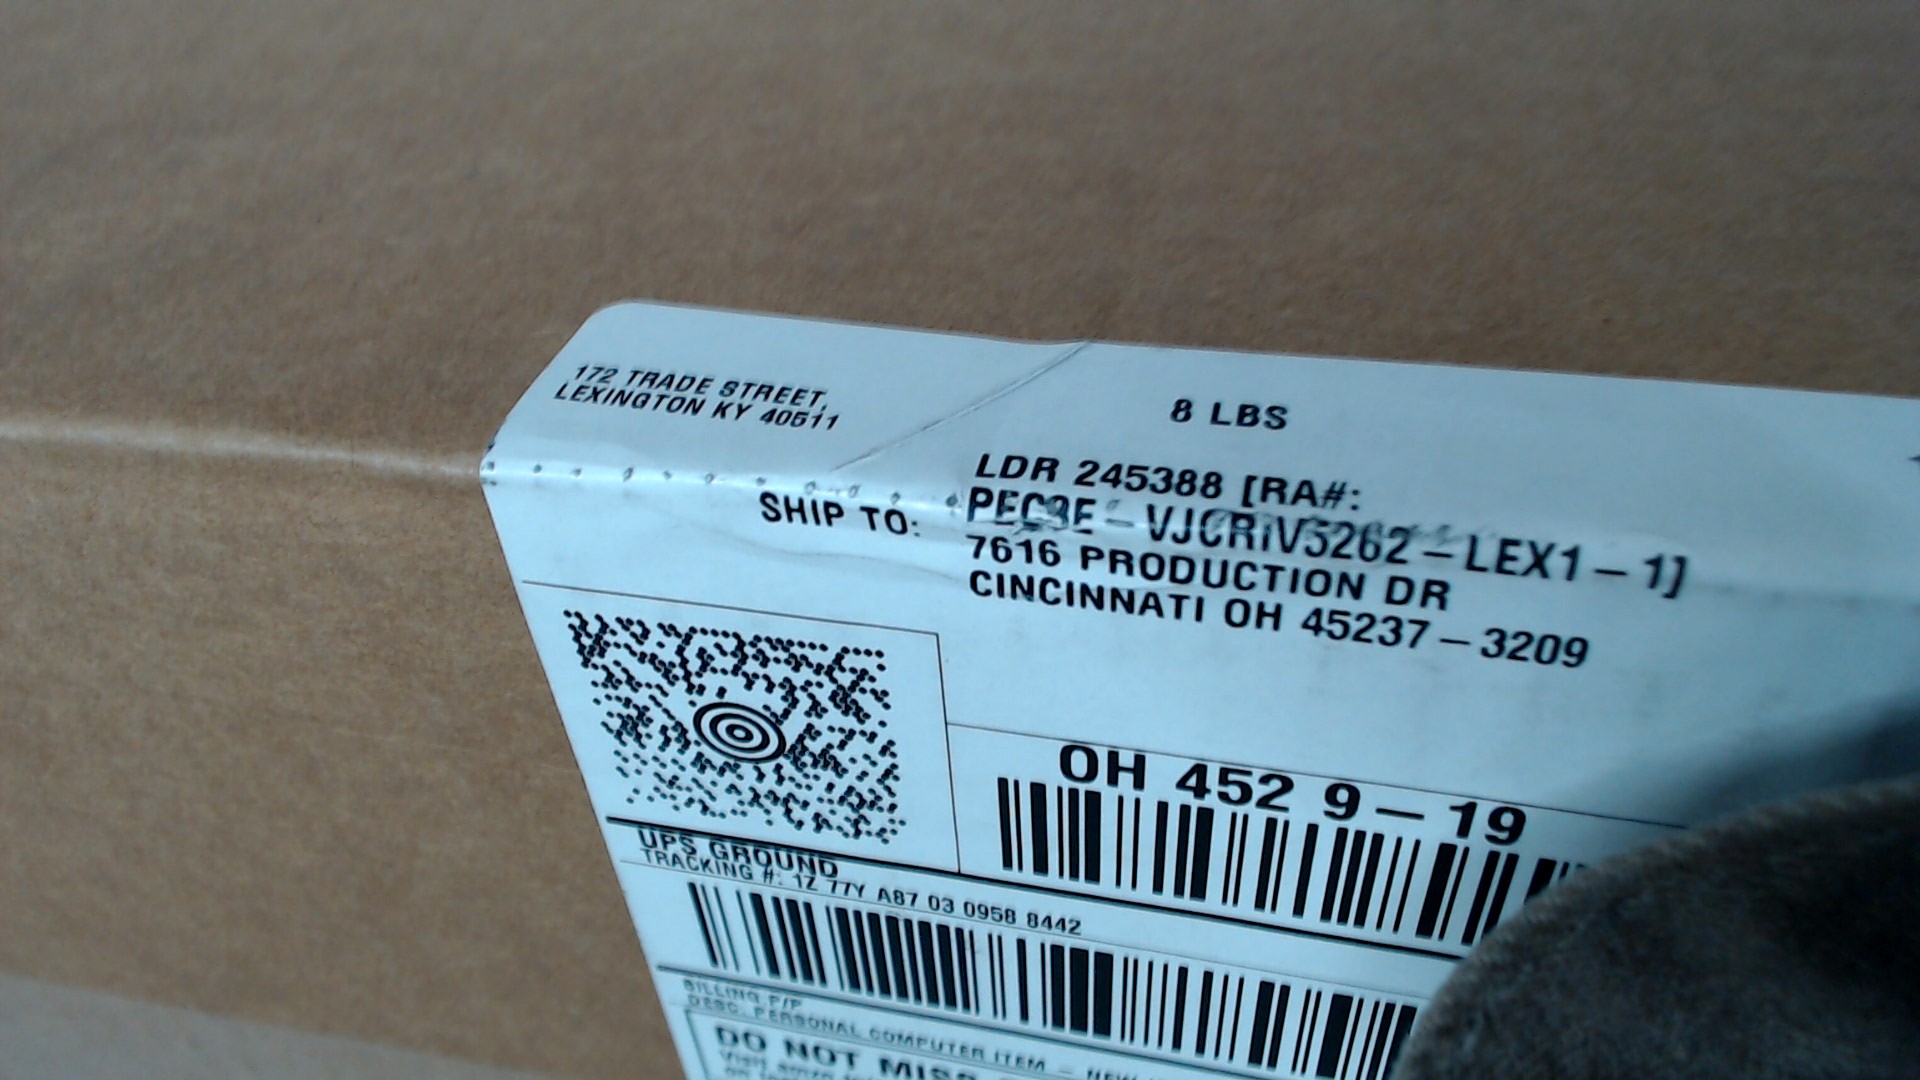 172 TRADE STREET,
LEXINGTON KY 40511
8 LBS
LDR 245388 [RA#:
SHIP TO:
VJCRIV5262-LEX1-1]
7616 PRODUCTION DR
CINCINNATI OH 45237-3209
OH 452 9-19
UPS GROUND
TRACKING #: 1Z 77Y A87 03 0958 8442
BILLING P/P
DESC. PERSONAL COMPUTER ITEM - NEW
DO NOT MISS